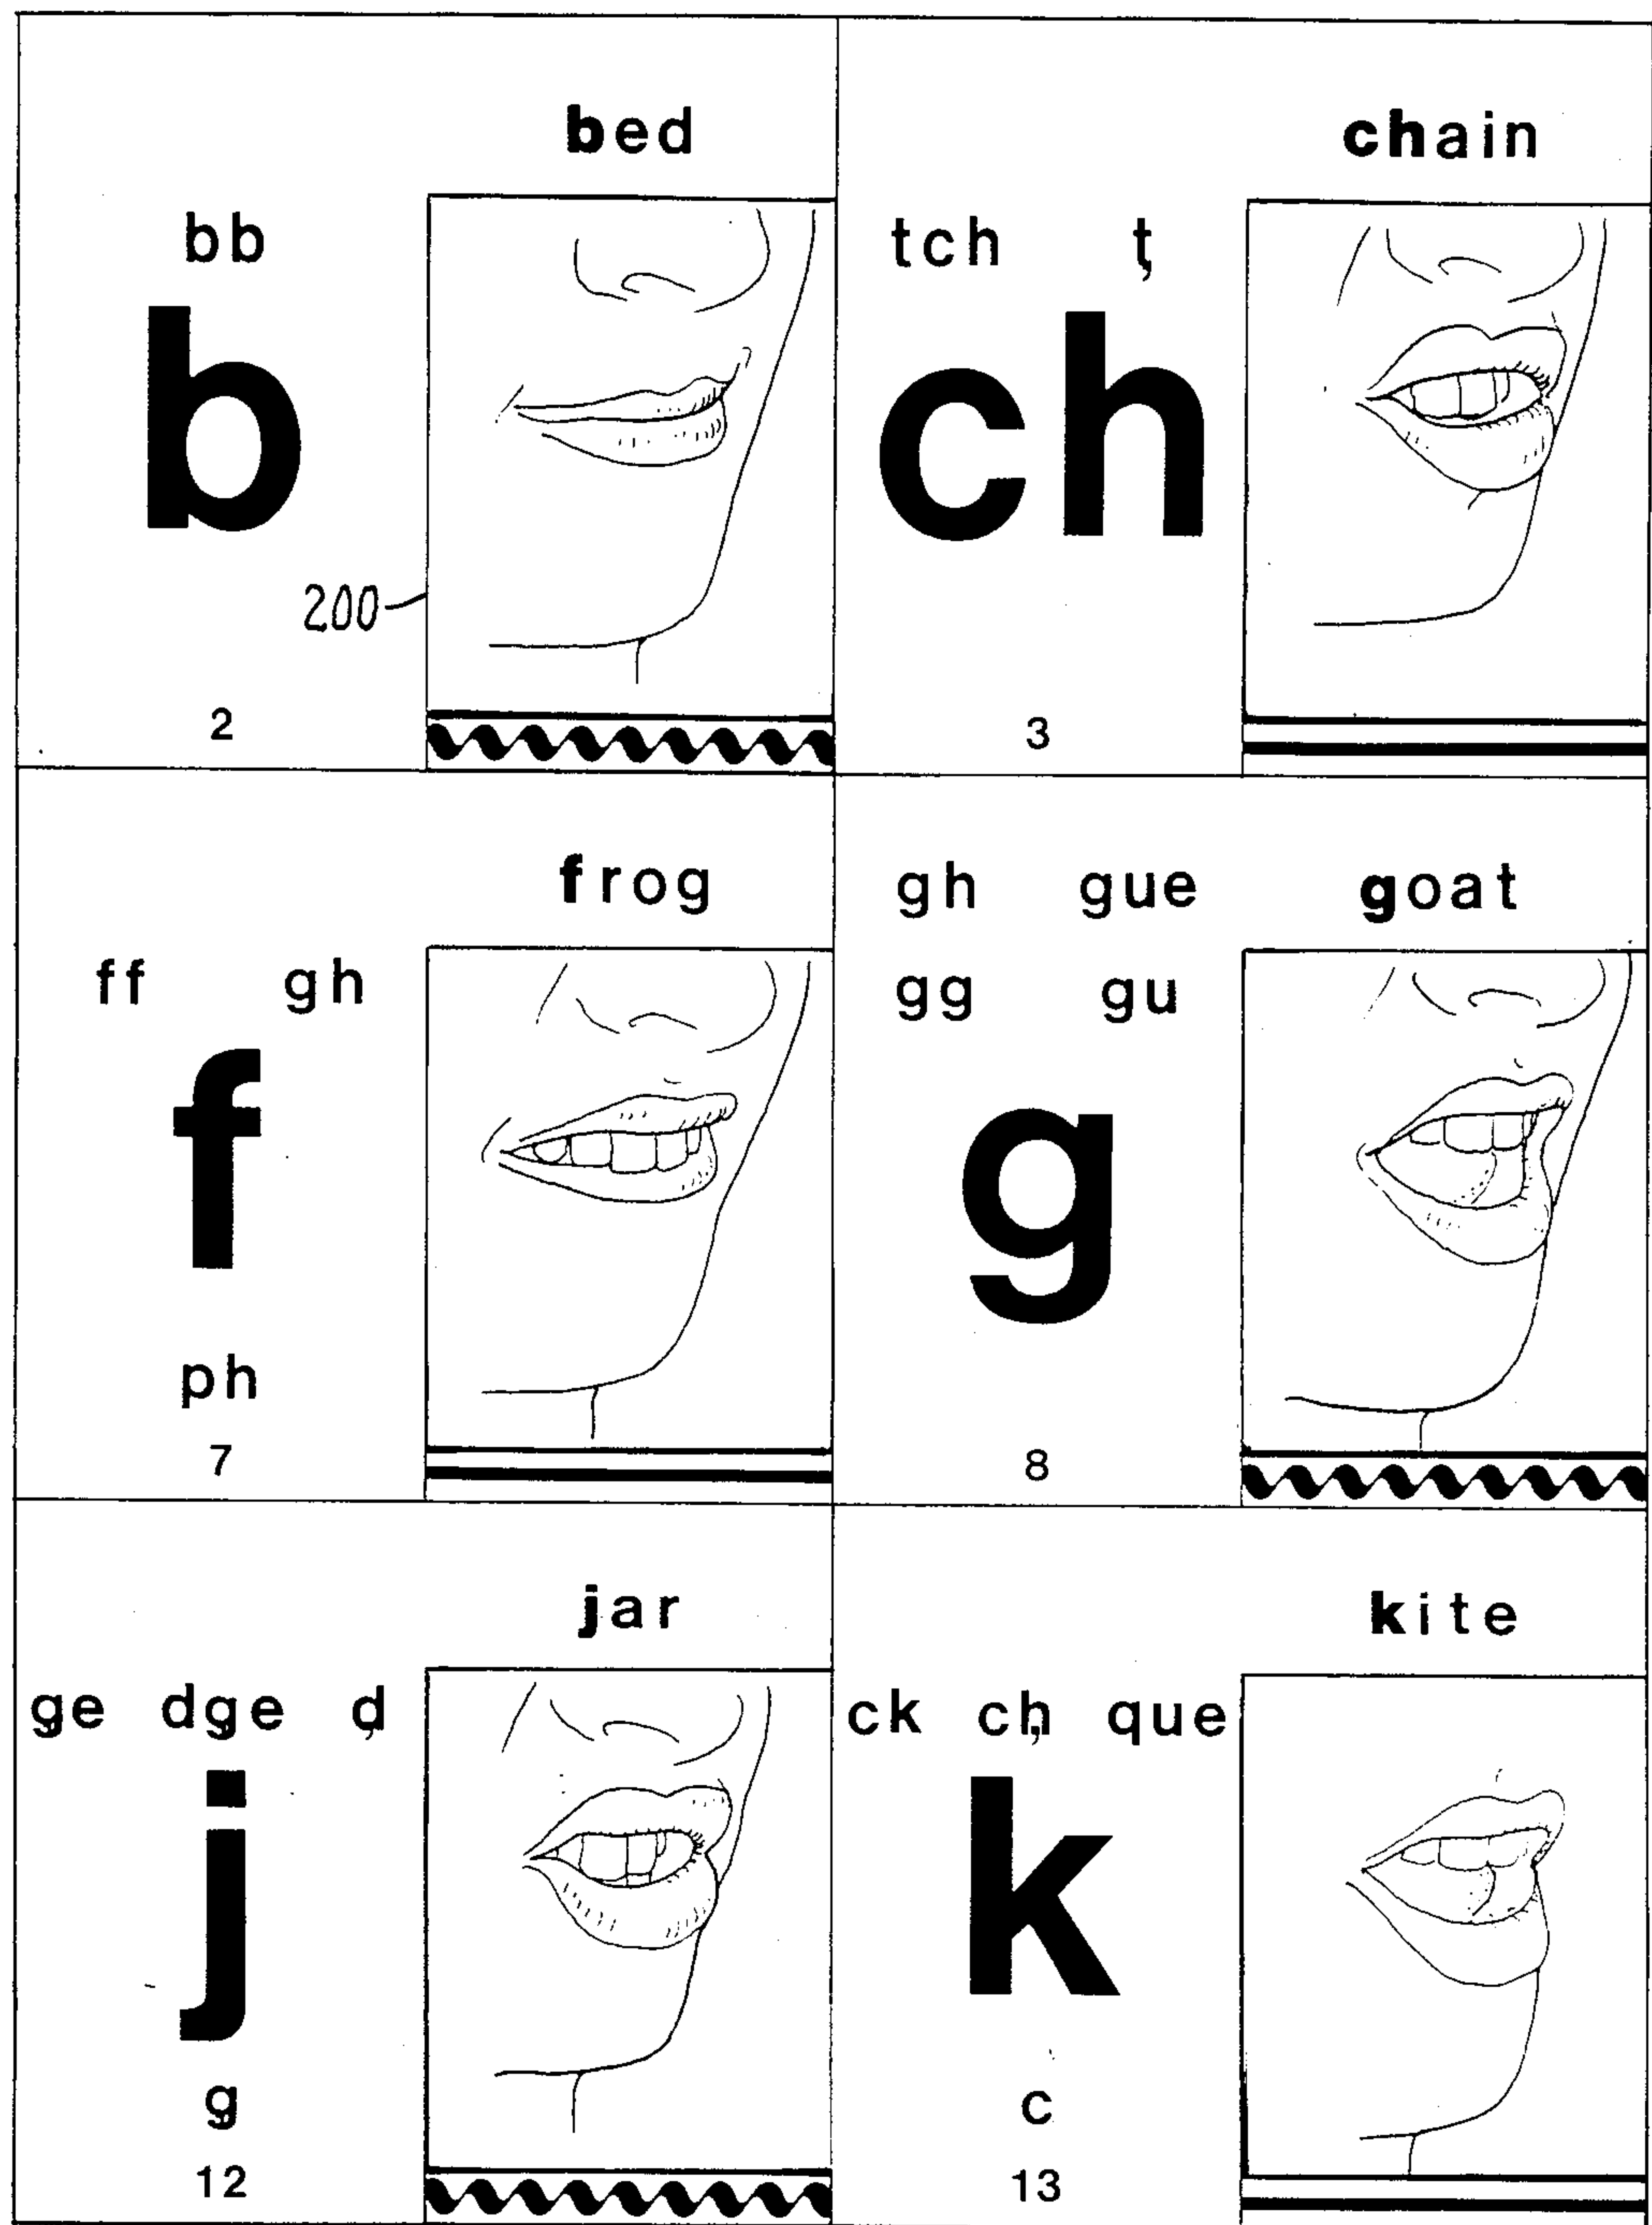 bed
bb
b
200
2
chain
tch ț
ch
3
frog
ff gh
f
ph
7
gh gue goat
gg gu
g
8
jar
ge dge d̦
j
g
12
kite
ck ch̦ que
k
c
13